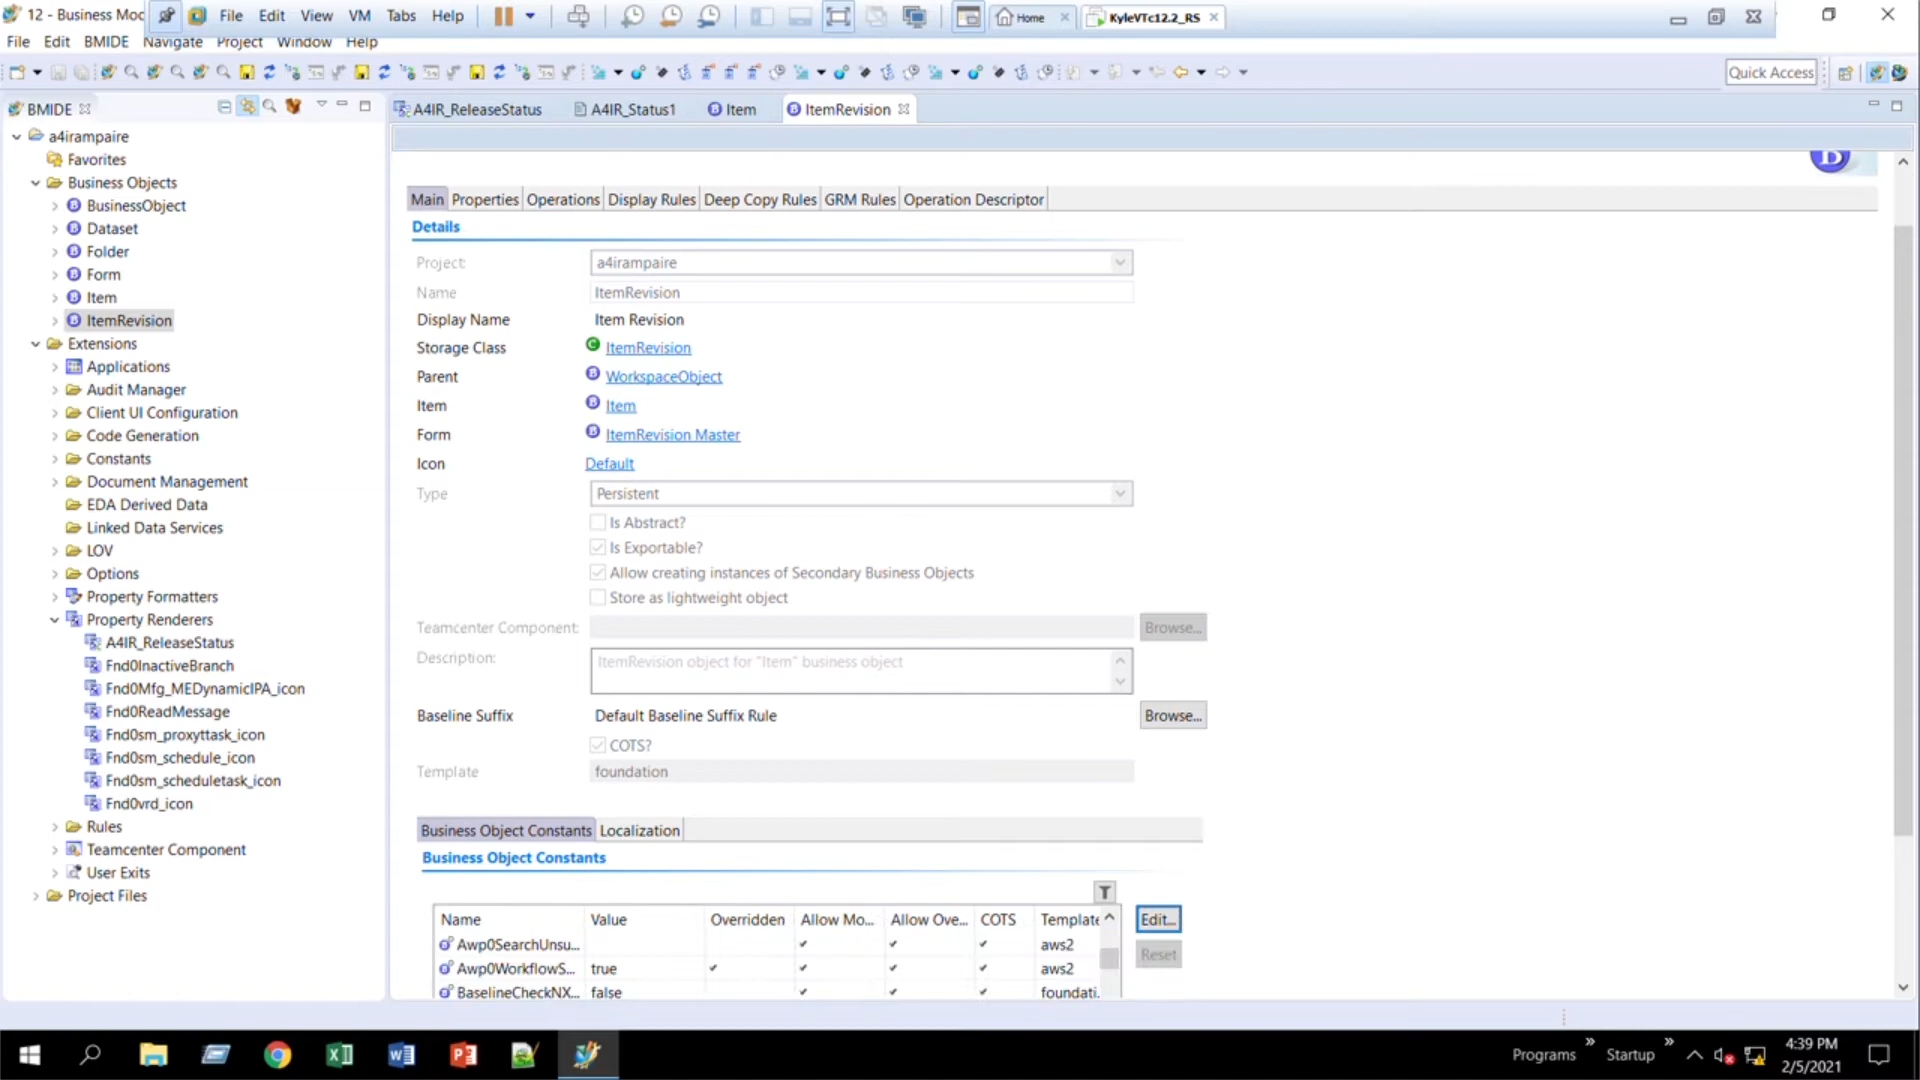 12 - Business Moc File Edit View VM Tabs Help Home KyleVTc12.2_RS
File Edit BMIDE Navigate Project Window Help
Quick Access
BMIDE
a4irampaire
Favorites
Business Objects
BusinessObject
Dataset
Folder
Form
Item
ItemRevision
Extensions
Applications
Audit Manager
Client UI Configuration
Code Generation
Constants
Document Management
EDA Derived Data
Linked Data Services
LOV
Options
Property Formatters
Property Renderers
A4IR_ReleaseStatus
Fnd0InactiveBranch
Fnd0Mfg_MEDynamicIPA_icon
Fnd0ReadMessage
Fnd0sm_proxyttask_icon
Fnd0sm_schedule_icon
Fnd0sm_scheduletask_icon
Fnd0vrd_icon
Rules
Teamcenter Component
User Exits
Project Files
A4IR_ReleaseStatus A4IR_Status1 Item ItemRevision
Main Properties Operations Display Rules Deep Copy Rules GRM Rules Operation Descriptor
Details
Project: a4irampaire
Name ItemRevision
Display Name Item Revision
Storage Class ItemRevision
Parent WorkspaceObject
Item Item
Form ItemRevision Master
Icon Default
Type Persistent
Is Abstract?
Is Exportable?
Allow creating instances of Secondary Business Objects
Store as lightweight object
Teamcenter Component: Browse...
Description: ItemRevision object for "Item" business object
Baseline Suffix Default Baseline Suffix Rule Browse...
COTS?
Template foundation
Business Object Constants Localization
Business Object Constants
Name Value Overridden Allow Mo... Allow Ove... COTS Template Edit...
Awp0SearchUnsu... aws2
Reset
Awp0WorkflowS... true aws2
BaselineCheckNX... false foundati.
Programs Startup
4:39 PM
2/5/2021